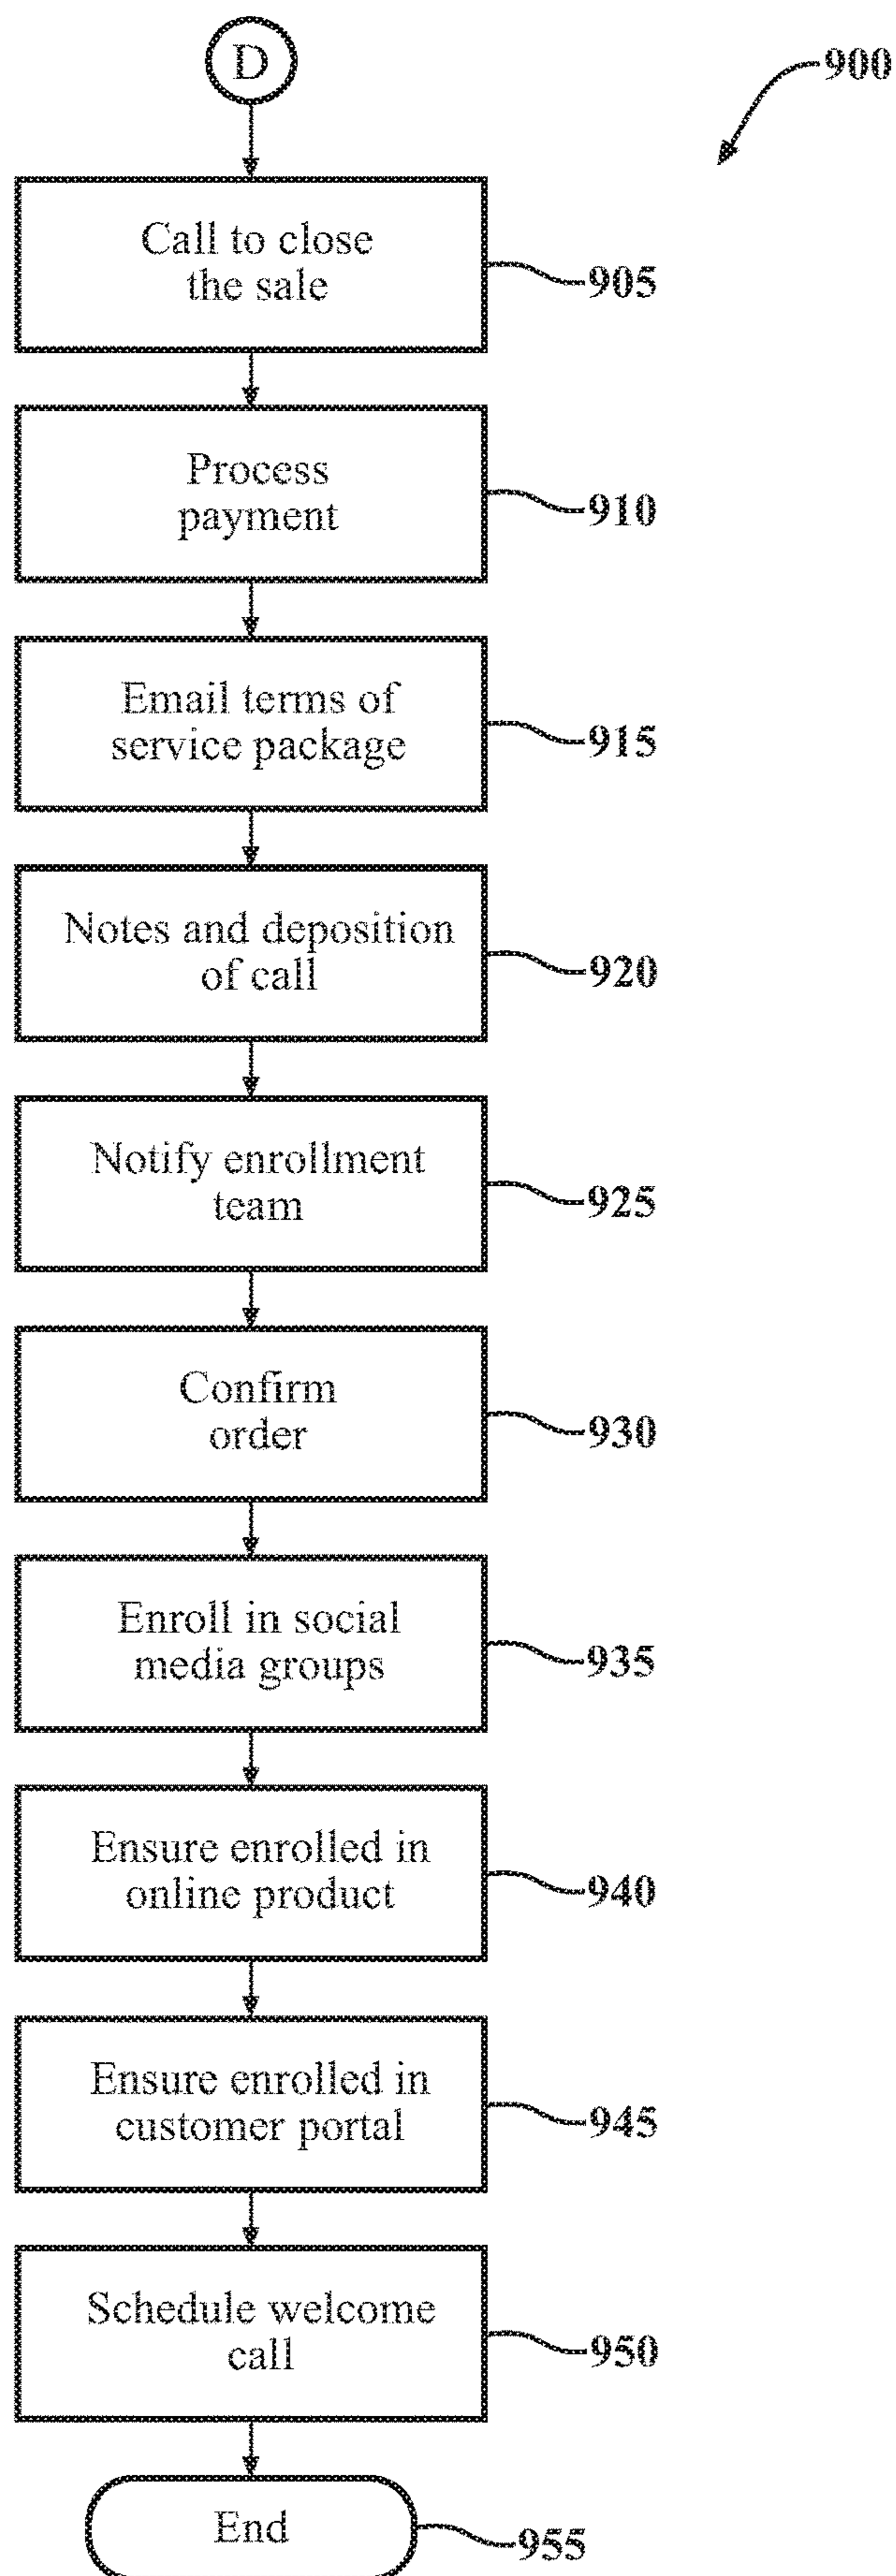 D
900
Call to close
the sale
905
Process
payment
910
Email terms of
service package
915
Notes and deposition
of call
920
Notify enrollment
team
925
Confirm
order
930
Enroll in social
media groups
935
Ensure enrolled in
online product
940
Ensure enrolled in
customer portal
945
Schedule welcome
call
950
End
955